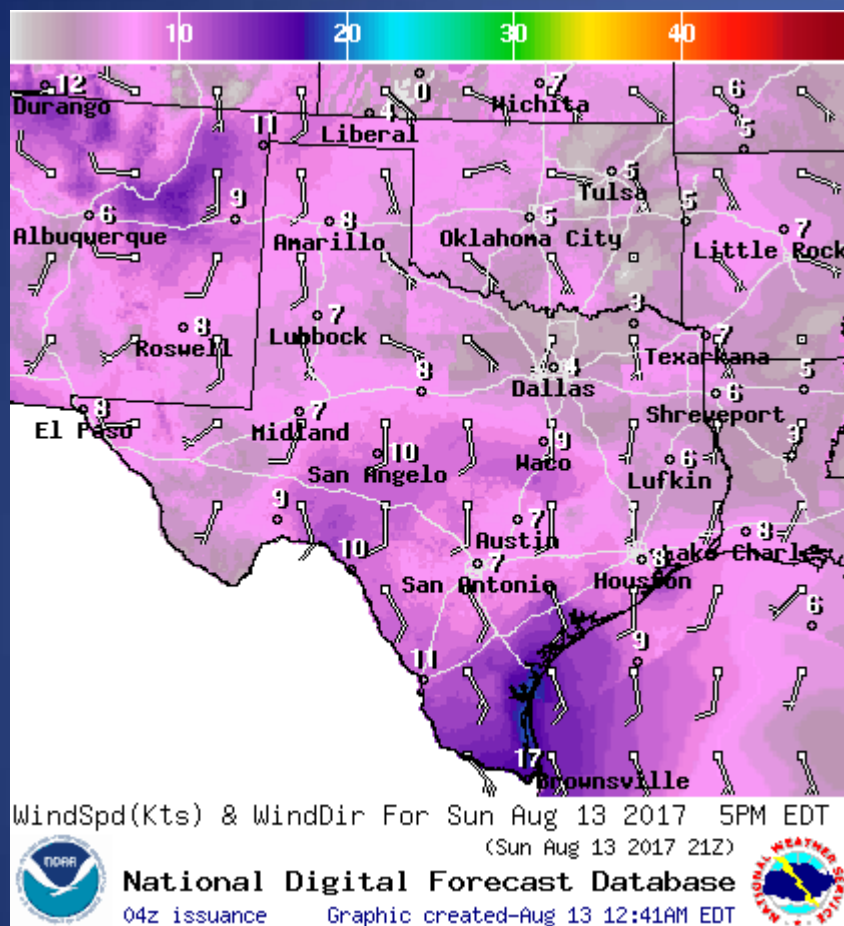 10 20 30 40
12 7 6
Durango 0 Wichita
4
Liberal
11 5
5
Tulsa
9
6 8 5 5 7
Albuquerque Amarillo Oklahoma City Little Rock
7 3
8 Lubbock 7
Roswell Texarkana
4
8 Dallas 5
6
8 7 Shreveport
El Paso Midland
10 9 3
San Angelo Waco 6
Lufkin
9 7 8
Austin Lake Charles
10 7 8
San Antonio Houston
6
11 9
17
Brownsville
WindSpd(Kts) & WindDir For Sun Aug 13 2017 5PM EDT
(Sun Aug 13 2017 21Z)
NOAA
National Digital Forecast Database
NATIONAL WEATHER SERVICE
04z issuance Graphic created-Aug 13 12:41AM EDT